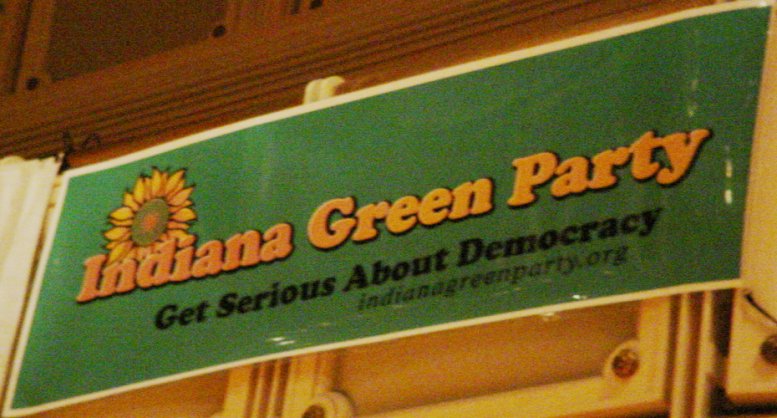 Indiana Green Party
Get Serious About Democracy
indianagreenparty.org